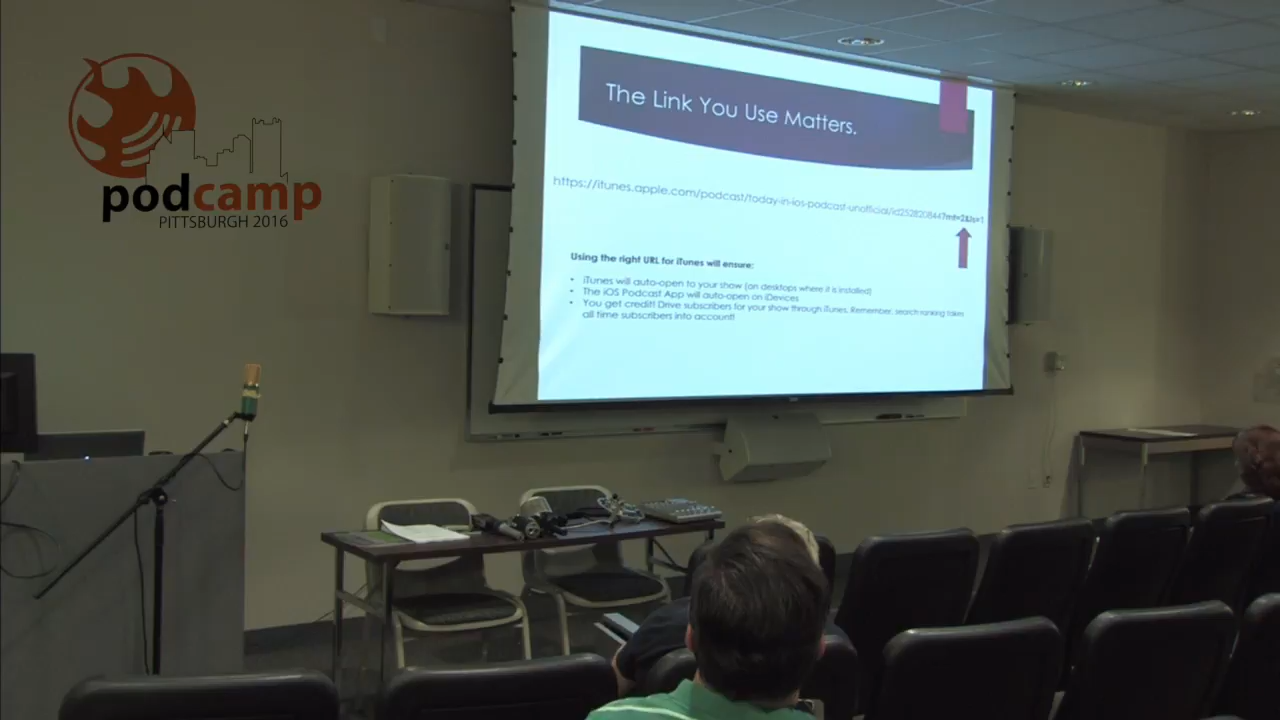 podcamp
PITTSBURGH 2016
The Link You Use Matters.
https://itunes.apple.com/podcast/today-in-ios-podcast-unofficial/id252820844?mt=2&ls=1
Using the right URL for iTunes will ensure:
• iTunes will auto-open to your show (on desktops where it is installed)
• The iOS Podcast App will auto-open on iDevices
• You get credit! Drive subscribers for your show through iTunes. Remember, search ranking takes
all time subscribers into account!